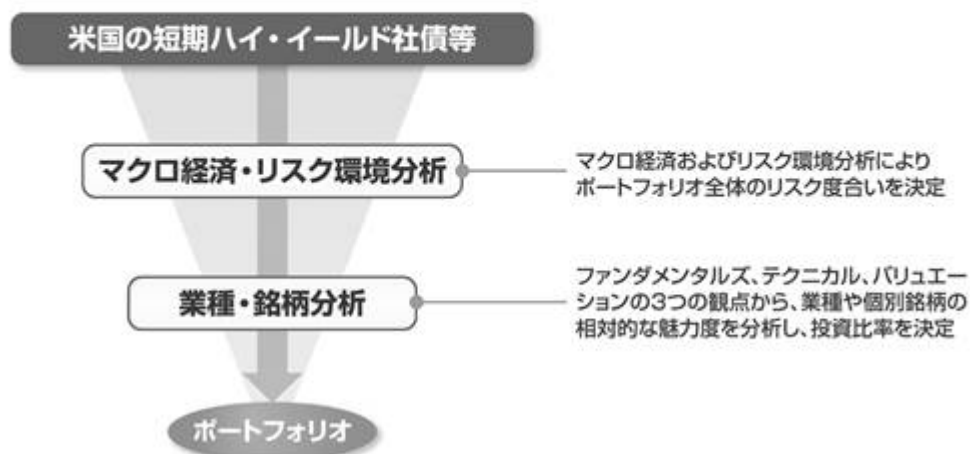 米国の短期ハイ・イールド社債等
マクロ経済・リスク環境分析
マクロ経済およびリスク環境分析により
ポートフォリオ全体のリスク度合いを決定
業種・銘柄分析
ファンダメンタルズ、テクニカル、バリュエー
ションの3つの観点から、業種や個別銘柄の
相対的な魅力度を分析し、投資比率を決定
ポートフォリオ